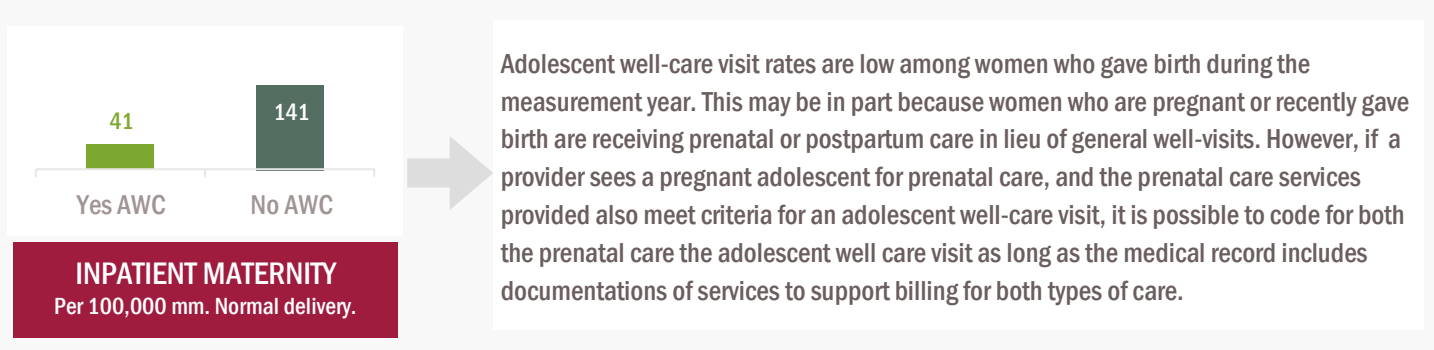 41
141
Yes AWC
No AWC
INPATIENT MATERNITY
Per 100,000 mm. Normal delivery.
Adolescent well-care visit rates are low among women who gave birth during the
measurement year. This may be in part because women who are pregnant or recently gave
birth are receiving prenatal or postpartum care in lieu of general well-visits. However, if a
provider sees a pregnant adolescent for prenatal care, and the prenatal care services
provided also meet criteria for an adolescent well-care visit, it is possible to code for both
the prenatal care the adolescent well care visit as long as the medical record includes
documentations of services to support billing for both types of care.